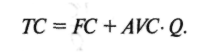 TC = FC + AVC · Q.